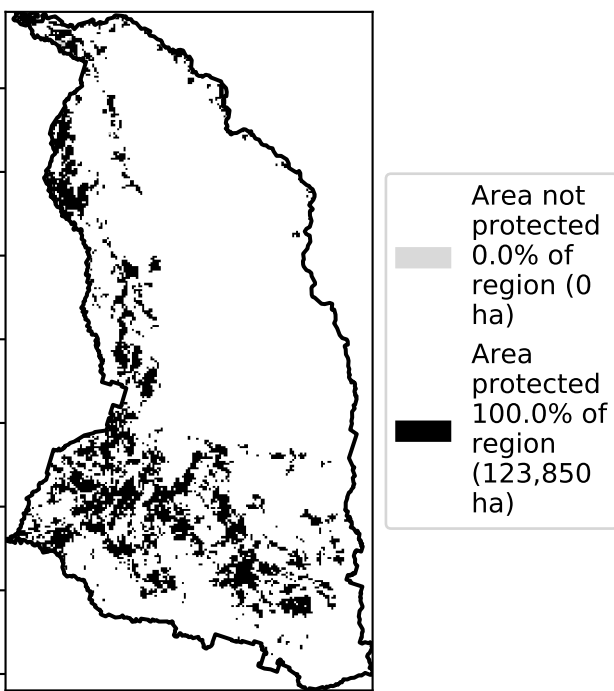 Area not
protected
0.0% of
region (0
ha)
Area
protected
100.0% of
region
(123,850
ha)